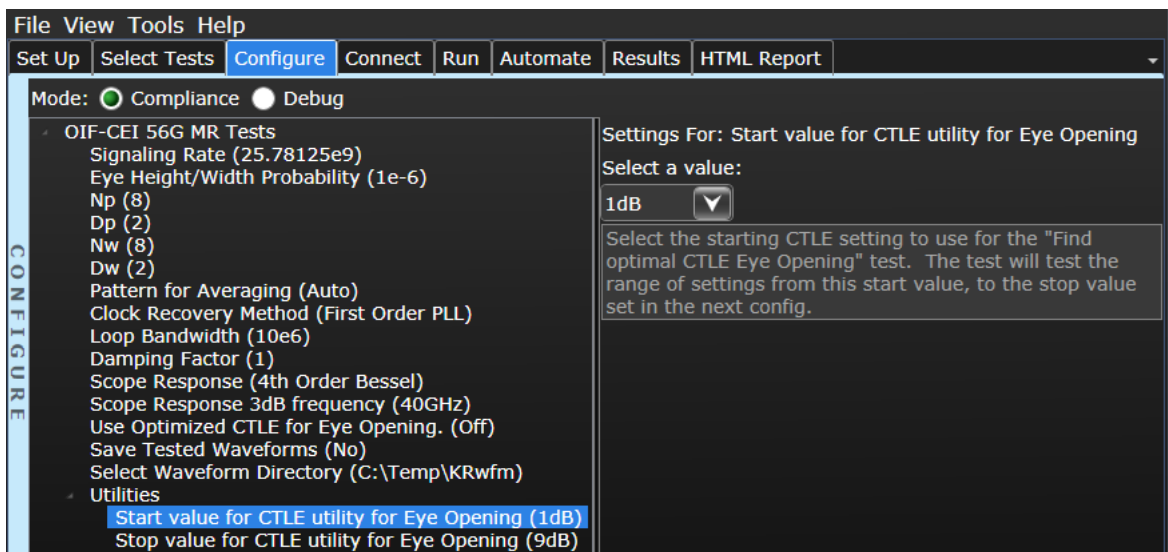 File View Tools Help
Set Up Select Tests Configure Connect Run Automate Results HTML Report
Mode: Compliance Debug
CONFIGURE
OIF-CEI 56G MR Tests
Signaling Rate (25.78125e9)
Eye Height/Width Probability (1e-6)
Np (8)
Dp (2)
Nw (8)
Dw (2)
Pattern for Averaging (Auto)
Clock Recovery Method (First Order PLL)
Loop Bandwidth (10e6)
Damping Factor (1)
Scope Response (4th Order Bessel)
Scope Response 3dB frequency (40GHz)
Use Optimized CTLE for Eye Opening. (Off)
Save Tested Waveforms (No)
Select Waveform Directory (C:\Temp\KRwfm)
Utilities
Start value for CTLE utility for Eye Opening (1dB)
Stop value for CTLE utility for Eye Opening (9dB)
Settings For: Start value for CTLE utility for Eye Opening
Select a value:
1dB
Select the starting CTLE setting to use for the "Find
optimal CTLE Eye Opening" test. The test will test the
range of settings from this start value, to the stop value
set in the next config.